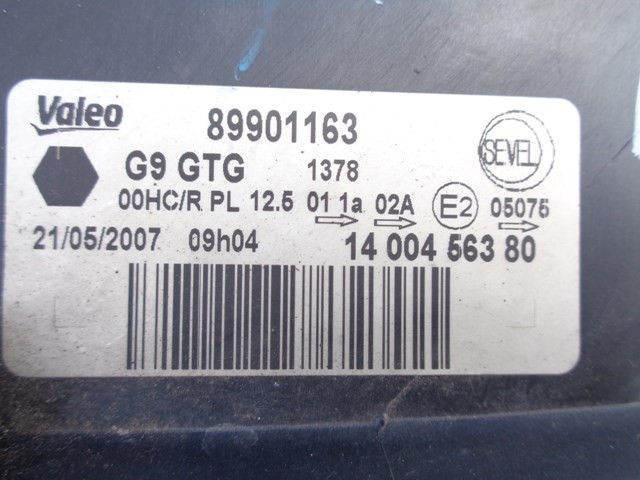 Valeo 89901163 SEVEL
G9 GTG 1378
00HC/R PL 12.5 01 1a 02A E2 05075
21/05/2007 09h04 14 004 563 80